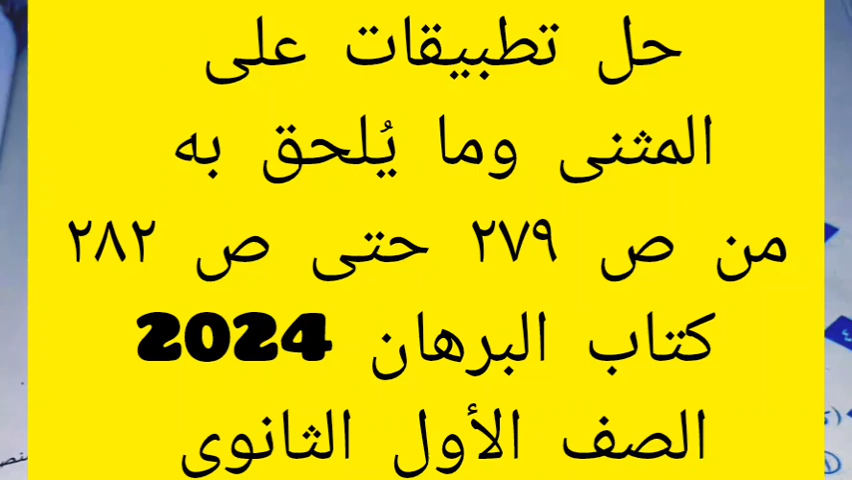 حل تطبيقات على
المثنى وما يُلحق به
من ص ٢٧٩ حتى ص ٢٨٢
كتاب البرهان 2024
الصف الأول الثانوى